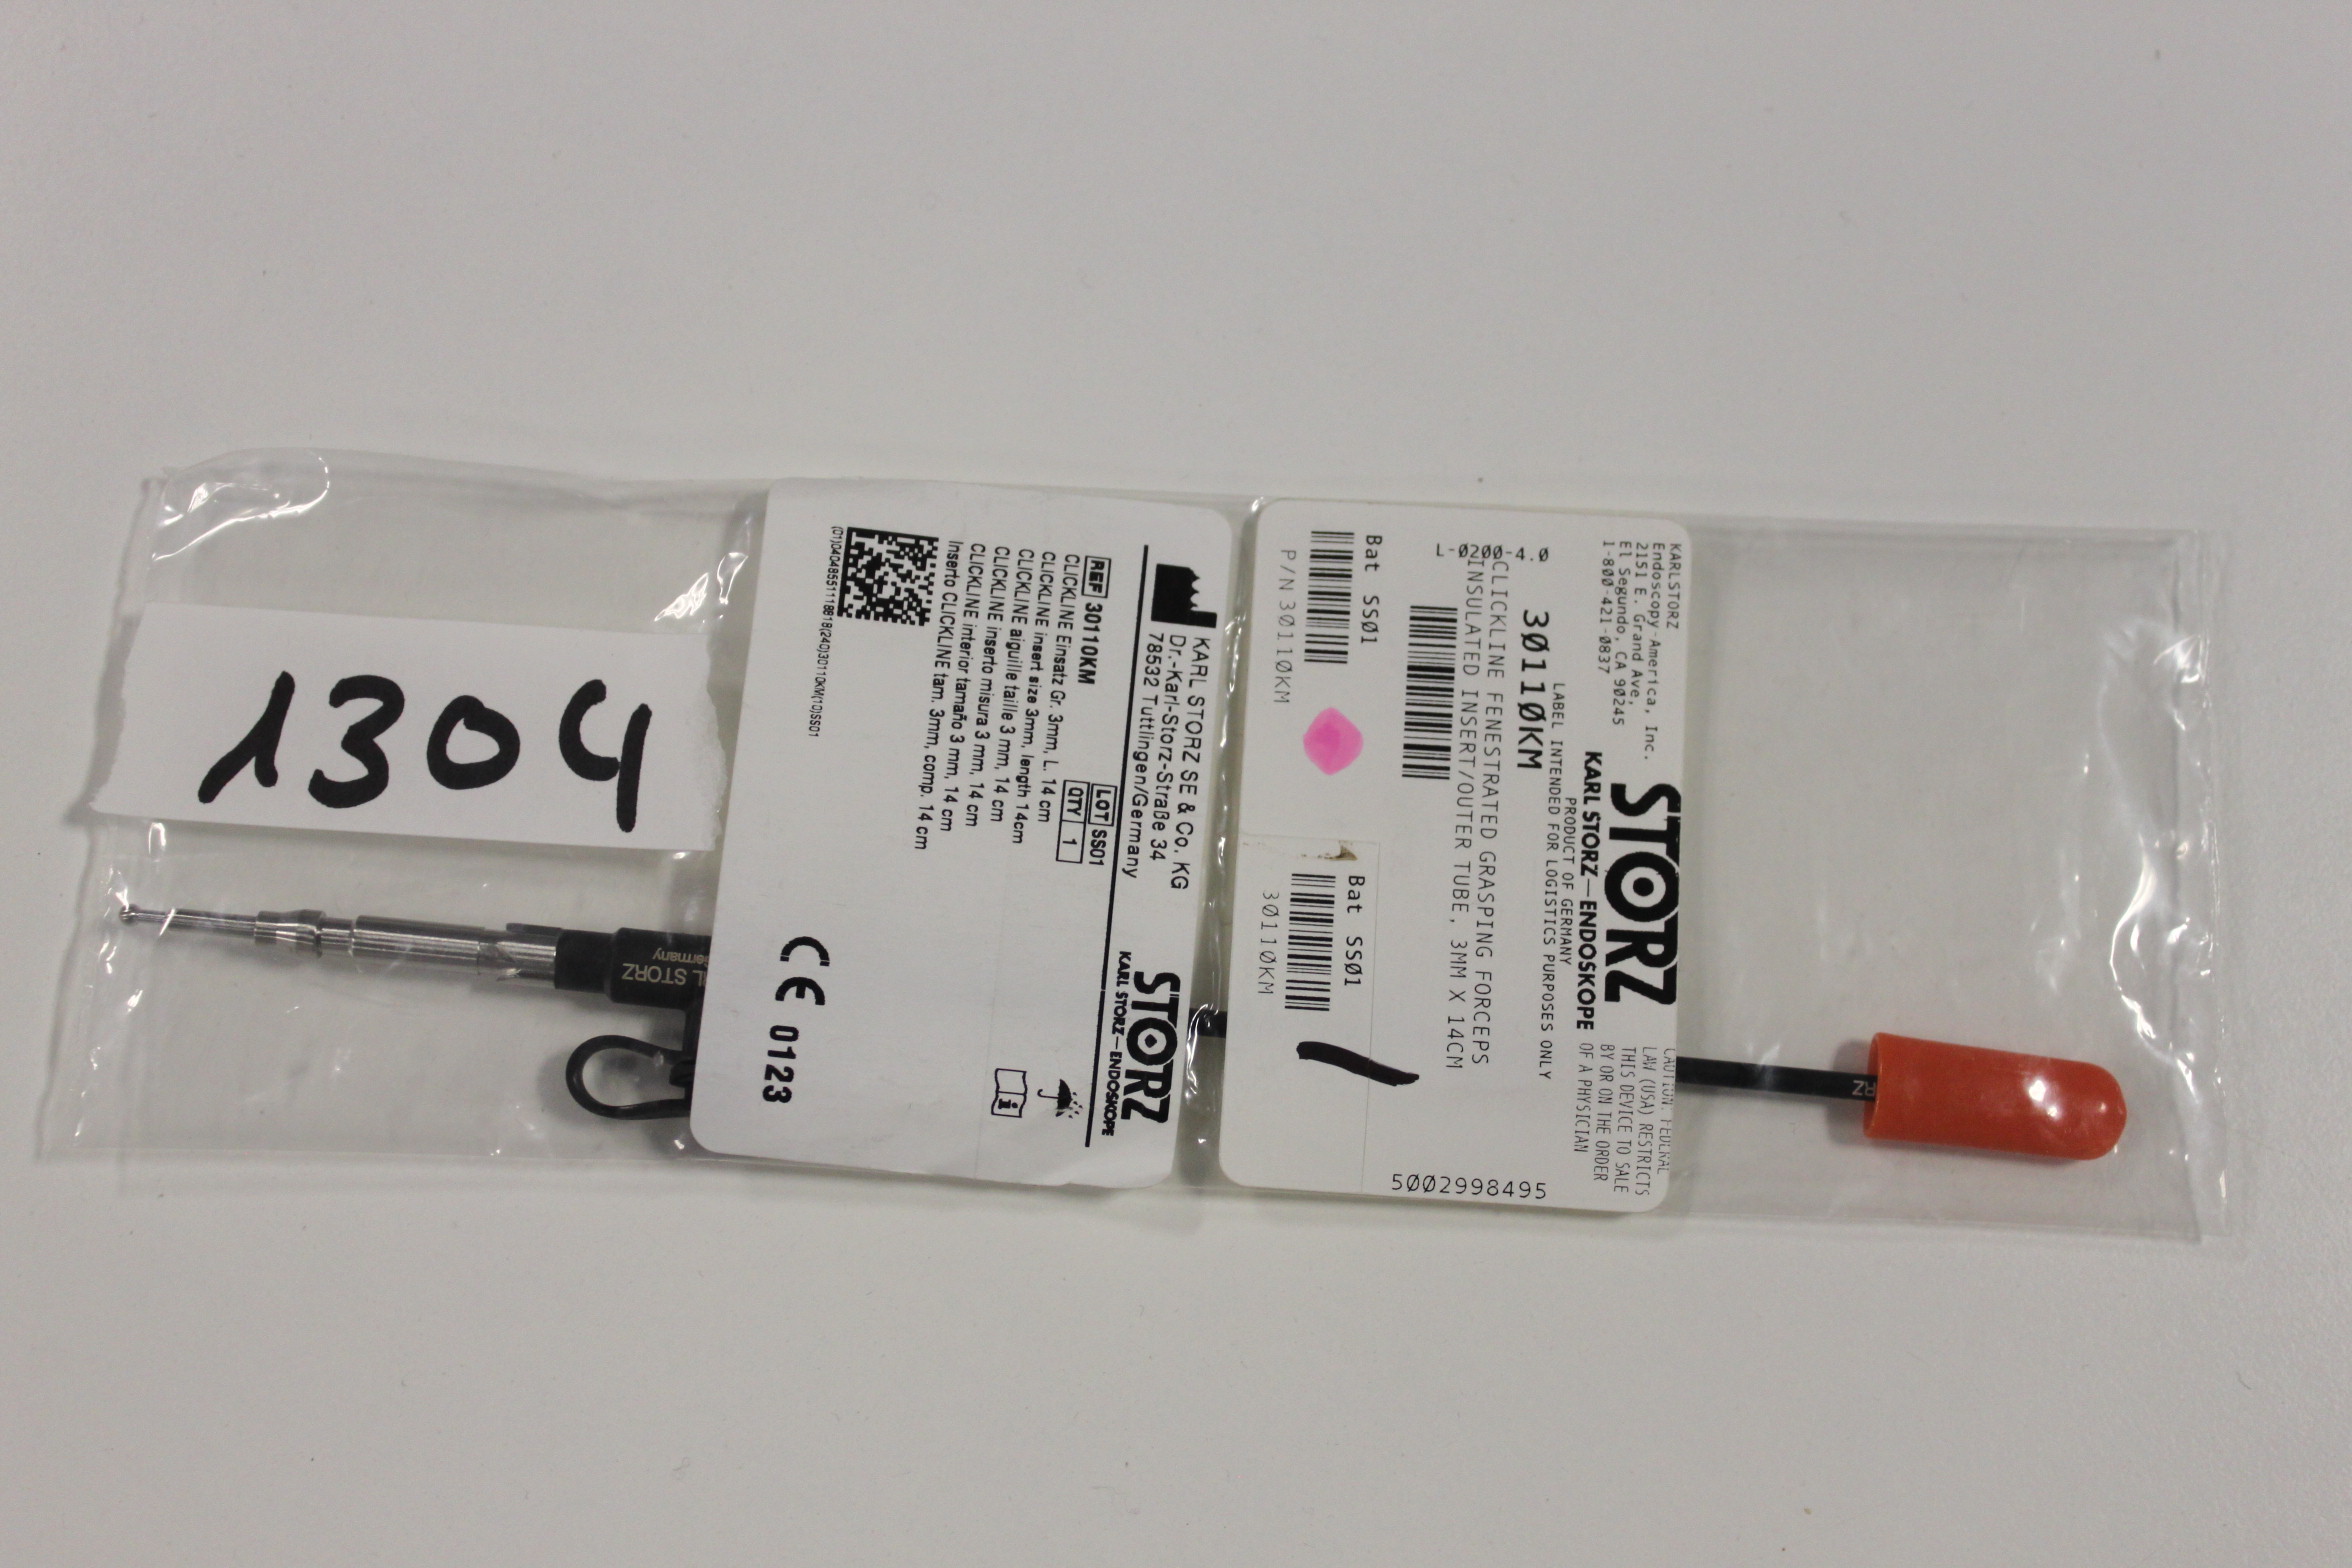 1304
KARL STORZ SE & Co. KG
Dr.-Karl-Storz-Straße 34
78532 Tuttlingen/Germany
STORZ
KARL STORZ—ENDOSKOPE
REF 30110KM
LOT SS01
QTY 1
CLICKLINE Einsatz Gr. 3mm, L. 14 cm
CLICKLINE insert size 3mm, length 14cm
CLICKLINE aiguille taille 3 mm, 14 cm
CLICKLINE inserto misura 3 mm, 14 cm
CLICKLINE interior tamaño 3 mm, 14 cm
Inserto CLICKLINE tam. 3mm, comp. 14 cm
CE 0123
KARLSTORZ
Endoscopy-America, Inc.
2151 E. Grand Ave,
El Segundo, CA 90245
1-800-421-0837
STORZ
KARL STORZ—ENDOSKOPE
PRODUCT OF GERMANY
LABEL INTENDED FOR LOGISTICS PURPOSES ONLY
CAUTION: FEDERAL
LAW (USA) RESTRICTS
THIS DEVICE TO SALE
BY OR ON THE ORDER
OF A PHYSICIAN
30110KM
L-0200-4.0
CLICKLINE FENESTRATED GRASPING FORCEPS
INSULATED INSERT/OUTER TUBE, 3MM X 14CM
Bat SS01
P/N 30110KM
Bat SS01
30110KM
5002998495
RL STORZ
Germany
RZ